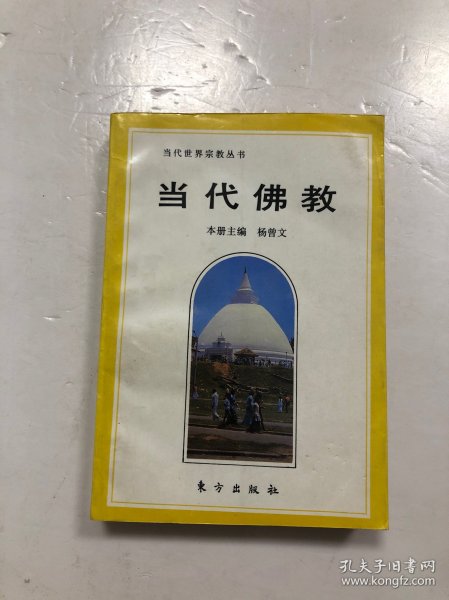 当代世界宗教丛书
当代佛教
本册主编 杨曾文
東方出版社
孔夫子旧书网
www.kongfz.com